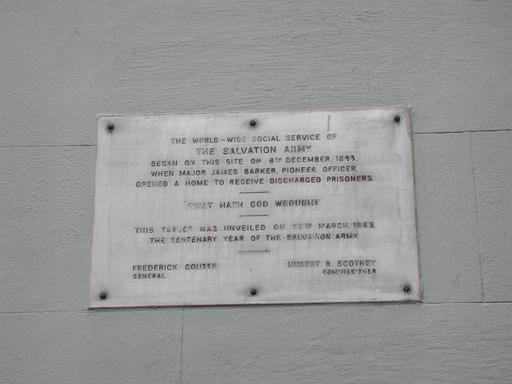 THE WORLD-WIDE SOCIAL SERVICE OF
THE SALVATION ARMY
BEGAN ON THIS SITE ON 8TH DECEMBER, 1883,
WHEN MAJOR JAMES BARKER, PIONEER OFFICER,
OPENED A HOME TO RECEIVE DISCHARGED PRISONERS.
WHAT HATH GOD WROUGHT
THIS TABLET WAS UNVEILED ON MARCH, 1965,
THE CENTENARY YEAR OF THE SALVATION ARMY.
FREDERICK COUTTS
HUBERT R. SCOTNEY
GENERAL
COMMISSIONER